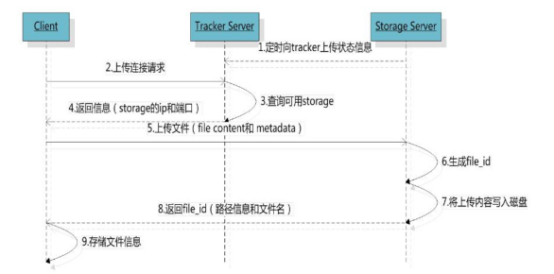 Client
Tracker Server
Storage Server
1.定时向tracker上传状态信息
2.上传连接请求
3.查询可用storage
4.返回信息（storage的ip和端口）
5.上传文件（file content和 metadata）
6.生成file_id
7.将上传内容写入磁盘
8.返回file_id（路径信息和文件名）
9.存储文件信息